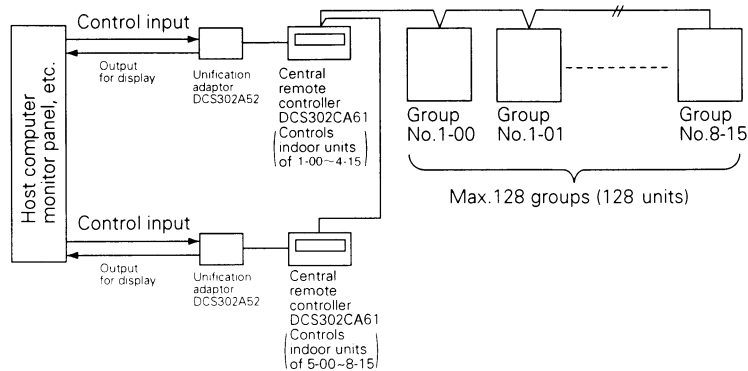 Host computer
monitor panel, etc.
Control input
Output
for display
Unification
adaptor
DCS302A52
Central
remote
controller
DCS302CA61
(Controls
indoor units
of 1-00~4-15)
Group
No.1-00
Group
No.1-01
Group
No.8-15
Max.128 groups (128 units)
Control input
Output
for display
Unification
adaptor
DCS302A52
Central
remote
controller
DCS302CA61
(Controls
indoor units
of 5-00~8-15)